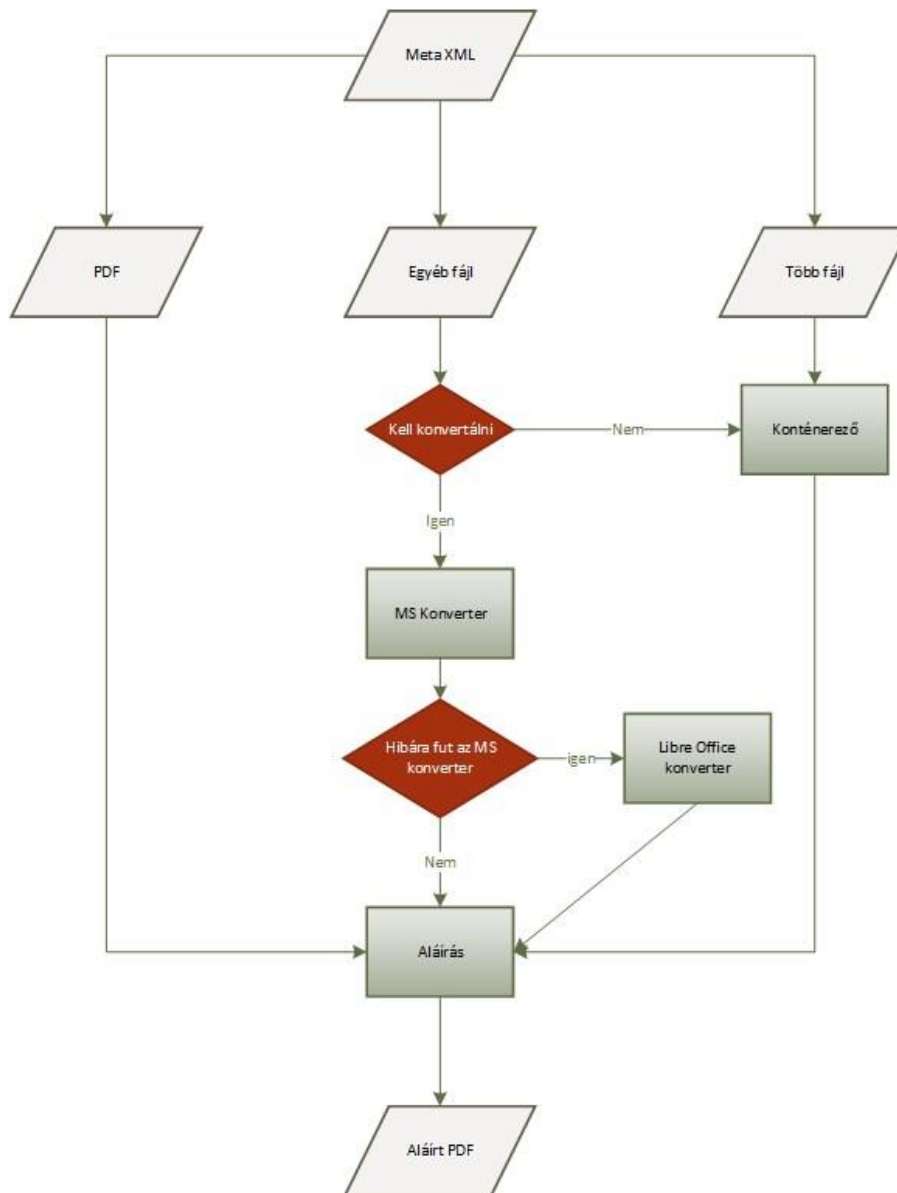 Meta XML
PDF
Egyéb fájl
Több fájl
Kell konvertálni
Nem
Konténerező
Igen
MS Konverter
Hibára fut az MS
konverter
igen
Libre Office
konverter
Nem
Aláírás
Aláírt PDF